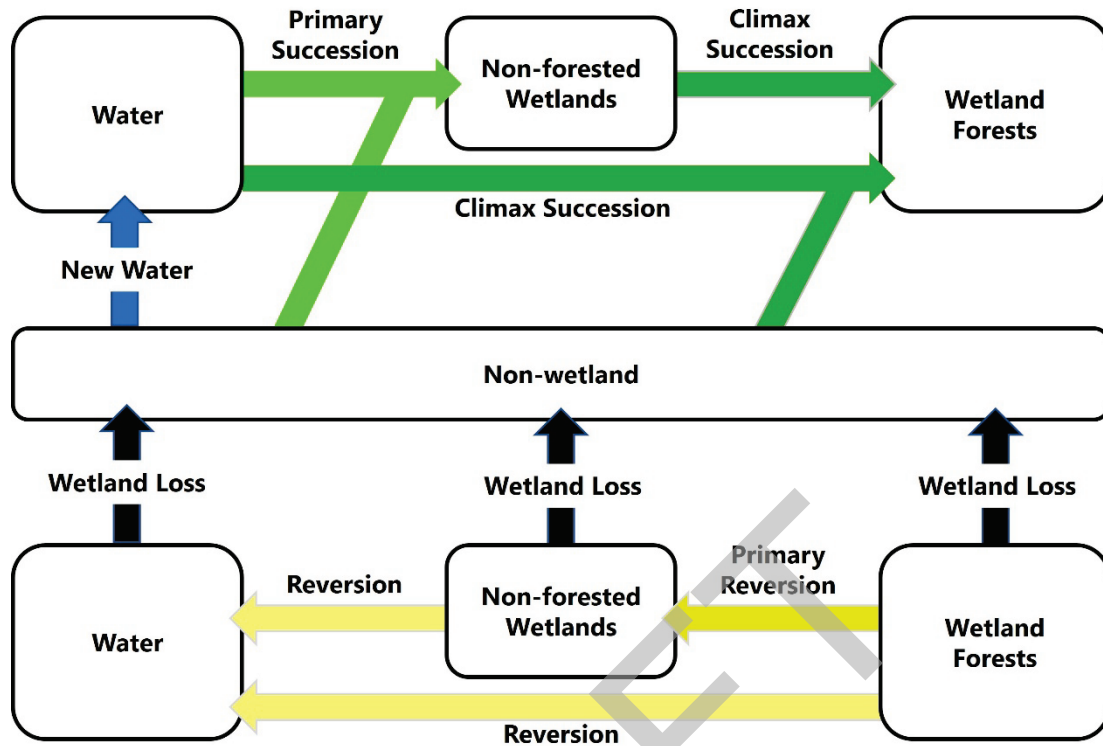 Primary
Succession
Climax
Succession
Water
Non-forested
Wetlands
Wetland
Forests
Climax Succession
New Water
Non-wetland
Wetland Loss
Wetland Loss
Wetland Loss
Reversion
Primary
Reversion
Water
Non-forested
Wetlands
Wetland
Forests
Reversion